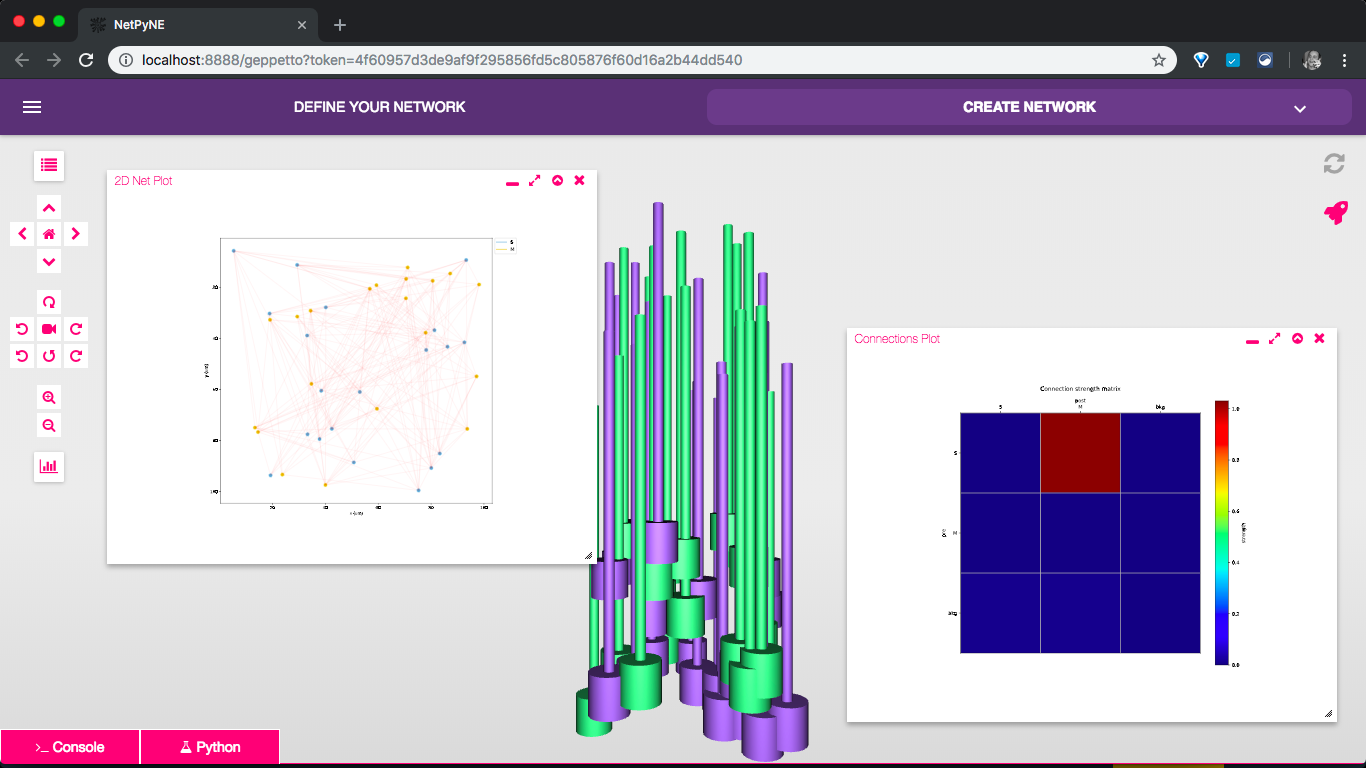 NetPyNE
localhost:8888/geppetto?token=4f60957d3de9af9f295856fd5c805876f60d16a2b44dd540
DEFINE YOUR NETWORK
CREATE NETWORK
2D Net Plot
S
M
Connections Plot
Connection strength matrix
post
S
M
bkg
1.0
0.8
0.6
0.4
0.2
0.0
S
M
bkg
pre
strength
20
40
60
80
100
20
40
60
80
100
>_ Console
Python